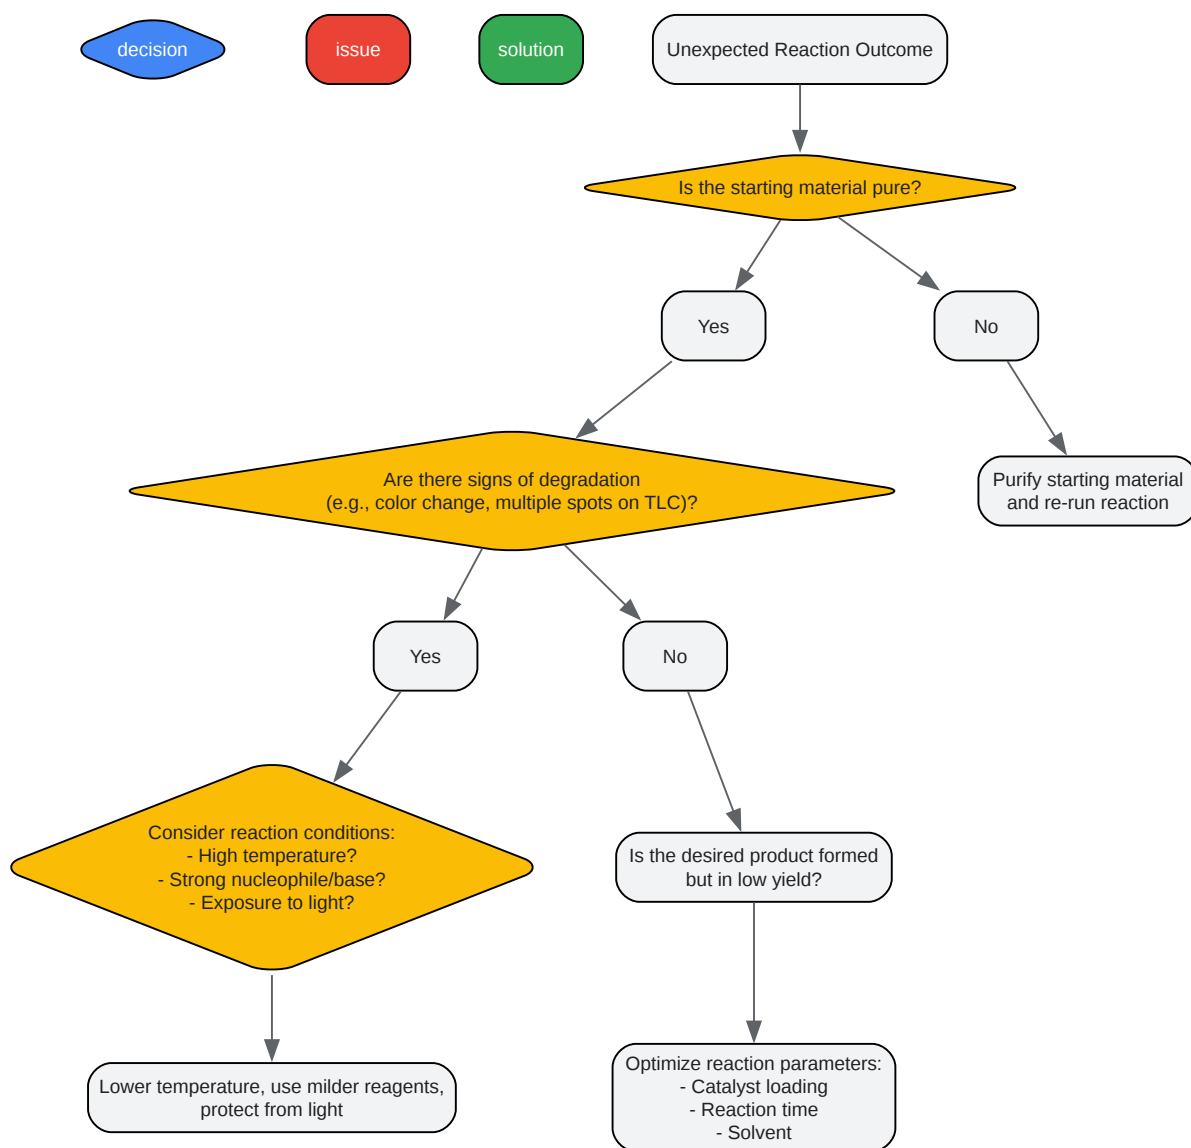 decision
issue
solution
Unexpected Reaction Outcome
Is the starting material pure?
Yes
No
Are there signs of degradation
(e.g., color change, multiple spots on TLC)?
Purify starting material
and re-run reaction
Yes
No
Consider reaction conditions:
- High temperature?
- Strong nucleophile/base?
- Exposure to light?
Is the desired product formed
but in low yield?
Lower temperature, use milder reagents,
protect from light
Optimize reaction parameters:
- Catalyst loading
- Reaction time
- Solvent